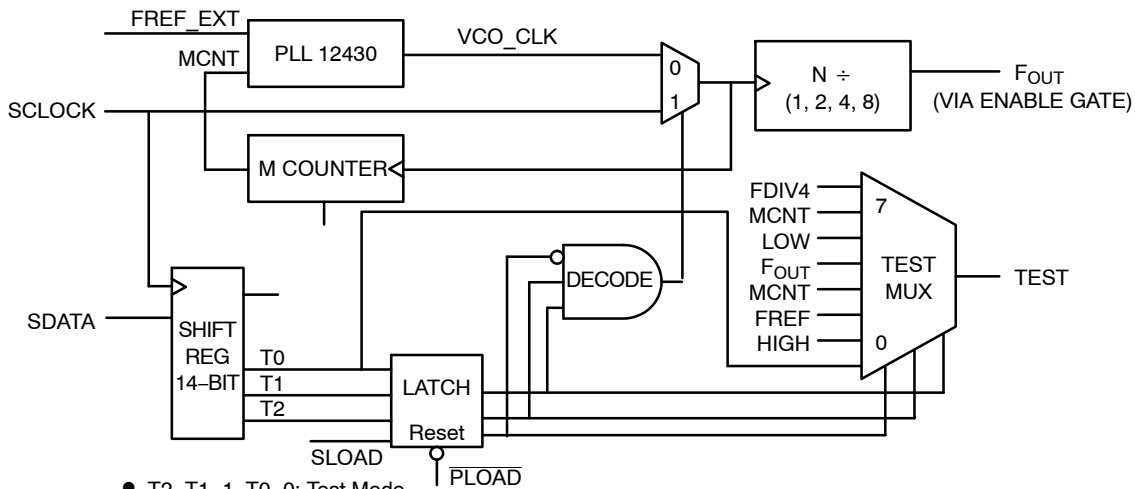 FREF_EXT
MCNT
PLL 12430
VCO_CLK
0
1
N ÷
(1, 2, 4, 8)
FOUT
(VIA ENABLE GATE)
SCLOCK
M COUNTER
FDIV4
MCNT
LOW
FOUT
MCNT
FREF
HIGH
7
TEST
MUX
0
TEST
DECODE
SDATA
SHIFT
REG
14–BIT
T0
T1
T2
LATCH
Reset
SLOAD
PLOAD